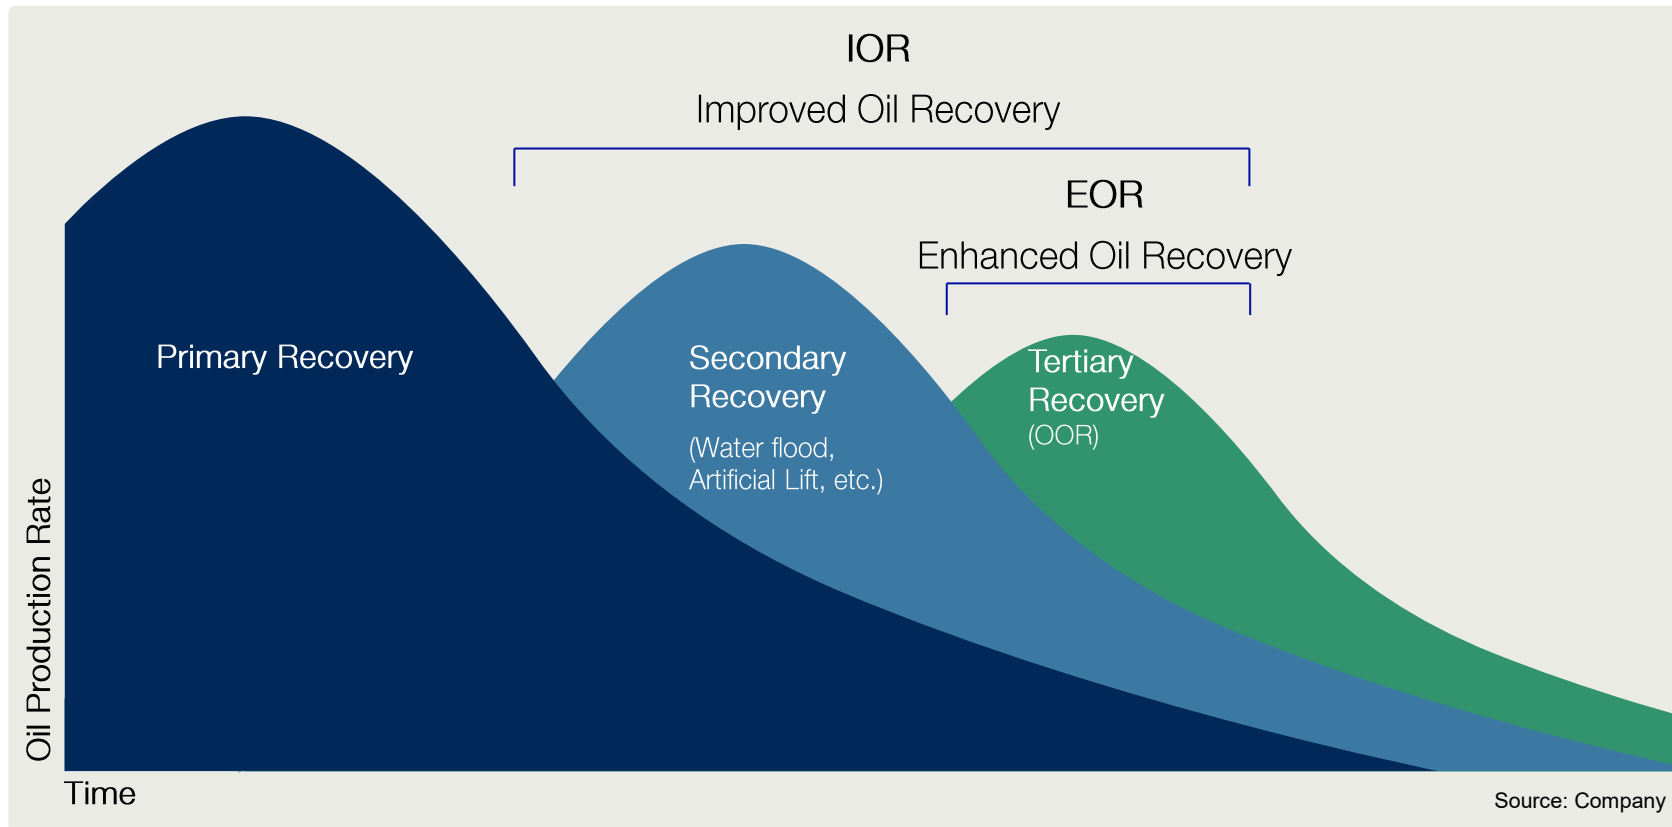 IOR
Improved Oil Recovery
EOR
Enhanced Oil Recovery
Primary Recovery
Secondary
Recovery
(Water flood,
Artificial Lift, etc.)
Tertiary
Recovery
(OOR)
Oil Production Rate
Time
Source: Company